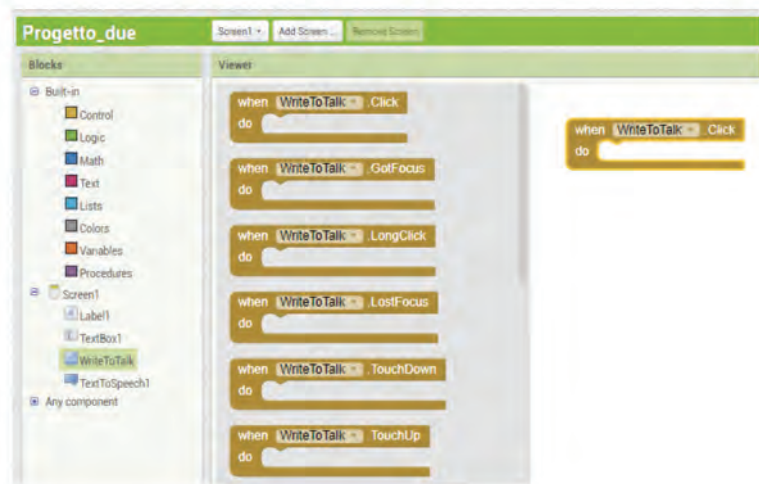 Progetto_due
Screen1
Add Screen ...
Remove Screen
Blocks
Viewer
Built-in
Control
Logic
Math
Text
Lists
Colors
Variables
Procedures
Screen1
Label1
TextBox1
WriteToTalk
TextToSpeech1
Any component
when WriteToTalk .Click
do
when WriteToTalk .GotFocus
do
when WriteToTalk .LongClick
do
when WriteToTalk .LostFocus
do
when WriteToTalk .TouchDown
do
when WriteToTalk .TouchUp
do
when WriteToTalk .Click
do